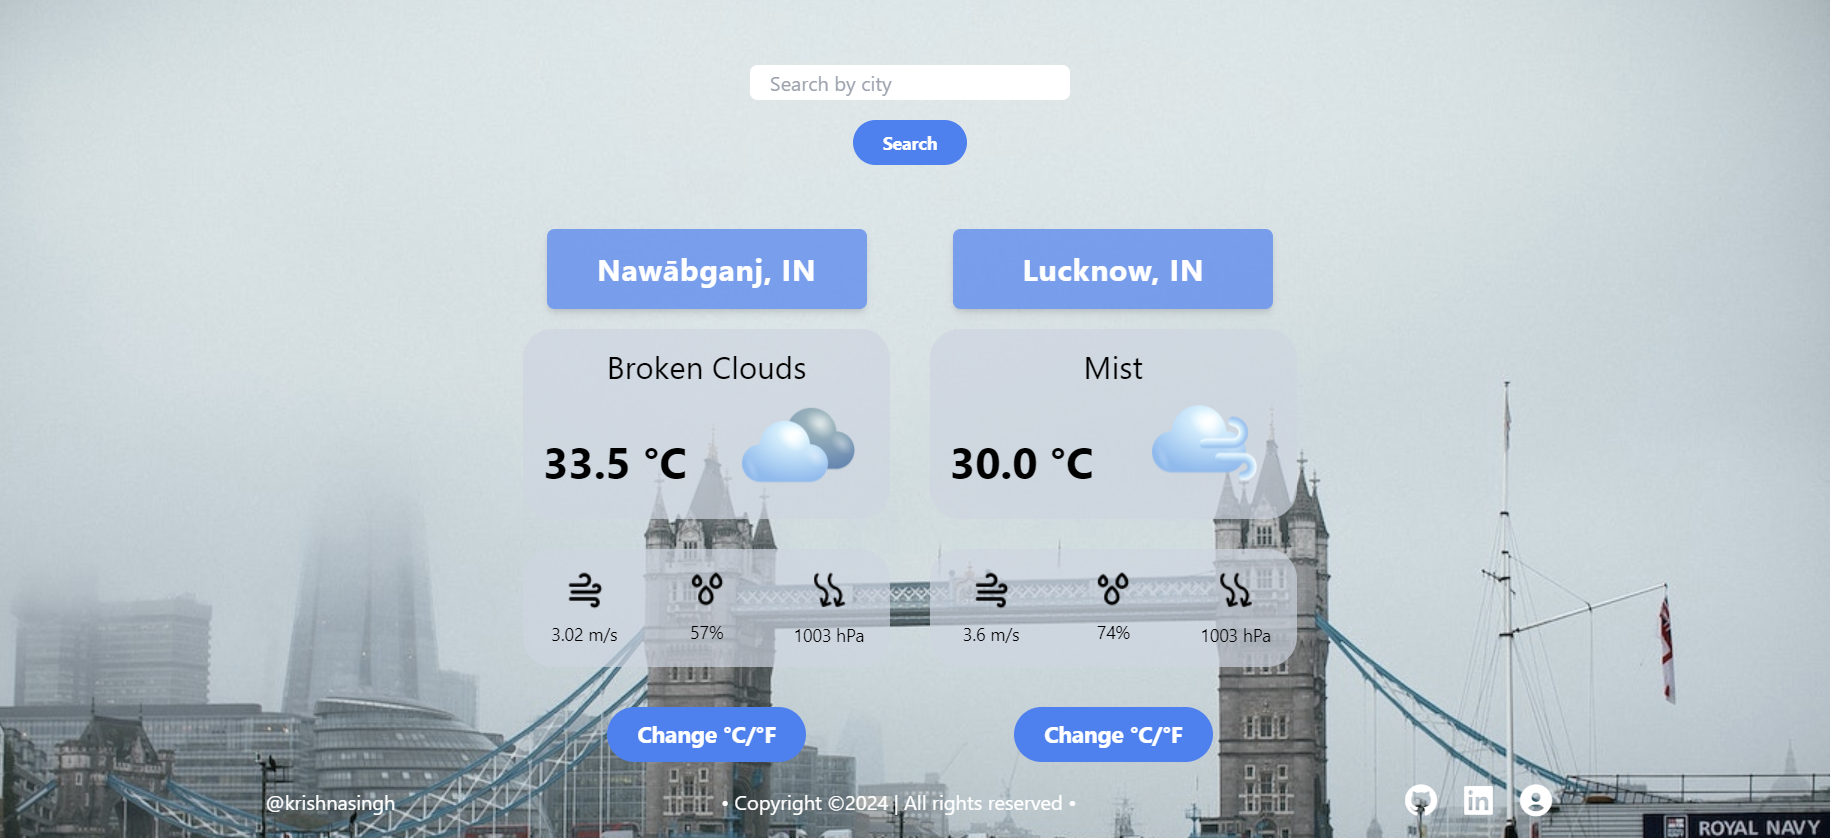 Search by city
Search
Nawābganj, IN
Lucknow, IN
Broken Clouds
33.5 °C
Mist
30.0 °C
3.02 m/s
57%
1003 hPa
3.6 m/s
74%
1003 hPa
Change °C/°F
Change °C/°F
@krishnasingh
• Copyright ©2024 | All rights reserved •
in
ROYAL NAVY